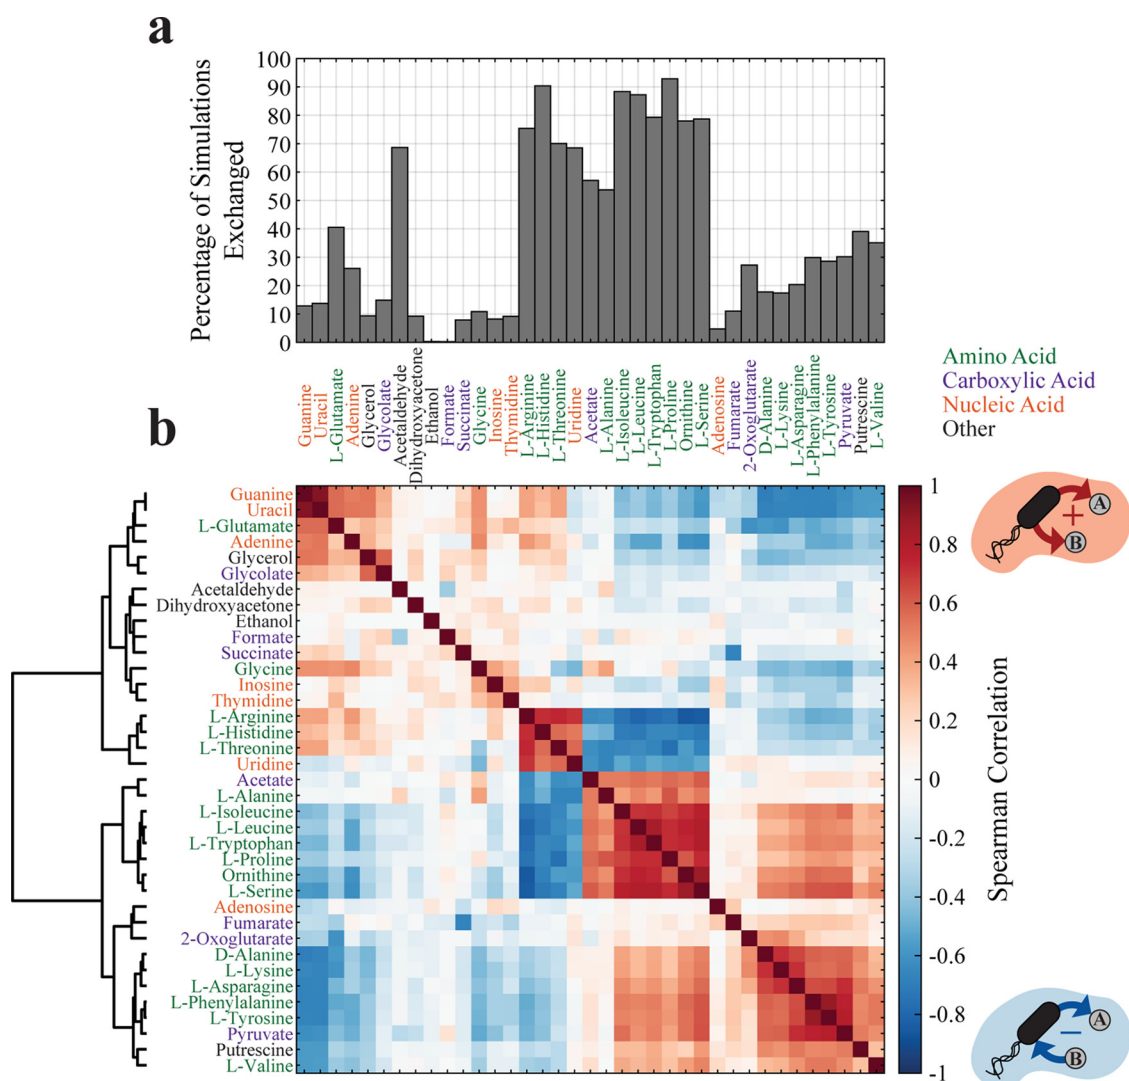 a
100
90
80
70
60
50
40
30
20
10
0
Percentage of Simulations
Exchanged
Guanine
Uracil
L-Glutamate
Adenine
Glycerol
Glycolate
Acetaldehyde
Dihydroxyacetone
Ethanol
Formate
Succinate
Glycine
Inosine
Thymidine
L-Arginine
L-Histidine
L-Threonine
Uridine
Acetate
L-Alanine
L-Isoleucine
L-Leucine
L-Tryptophan
L-Proline
Ornithine
L-Serine
Adenosine
Fumarate
2-Oxoglutarate
D-Alanine
L-Lysine
L-Asparagine
L-Phenylalanine
L-Tyrosine
Pyruvate
Putrescine
L-Valine
Amino Acid
Carboxylic Acid
Nucleic Acid
Other
b
Guanine
Uracil
L-Glutamate
Adenine
Glycerol
Glycolate
Acetaldehyde
Dihydroxyacetone
Ethanol
Formate
Succinate
Glycine
Inosine
Thymidine
L-Arginine
L-Histidine
L-Threonine
Uridine
Acetate
L-Alanine
L-Isoleucine
L-Leucine
L-Tryptophan
L-Proline
Ornithine
L-Serine
Adenosine
Fumarate
2-Oxoglutarate
D-Alanine
L-Lysine
L-Asparagine
L-Phenylalanine
L-Tyrosine
Pyruvate
Putrescine
L-Valine
1
0.8
0.6
0.4
0.2
0
-0.2
-0.4
-0.6
-0.8
-1
Spearman Correlation
A
+
B
A
−
B